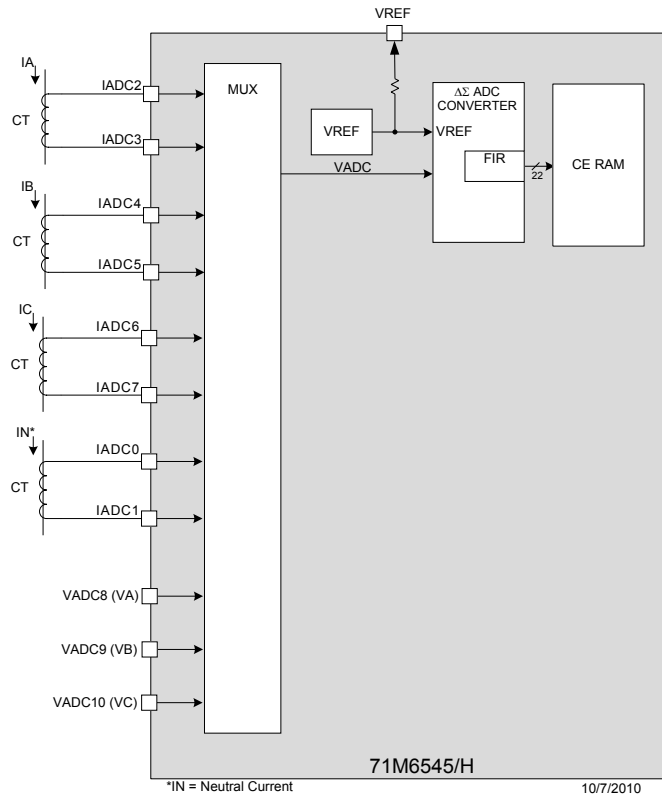 VREF
IA
IADC2
MUX
CT
IADC3
VREF
ΔΣ ADC
CONVERTER
VREF
FIR
22
CE RAM
VADC
IB
IADC4
CT
IADC5
IC
IADC6
CT
IADC7
IN*
IADC0
CT
IADC1
VADC8 (VA)
VADC9 (VB)
VADC10 (VC)
71M6545/H
*IN = Neutral Current
10/7/2010